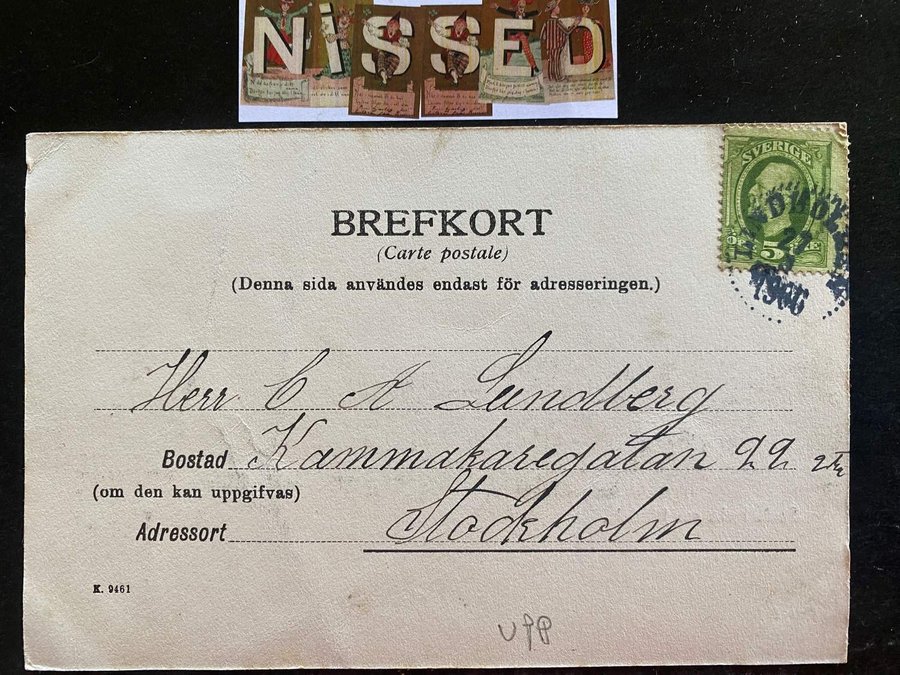 NiSSED
SVERIGE
5
1906
BREFKORT
(Carte postale)
(Denna sida användes endast för adresseringen.)
Herr C A Lundberg
Bostad Kammakaregatan 22 2 tr
(om den kan uppgifvas)
Adressort Stockholm
K. 9461
UPP